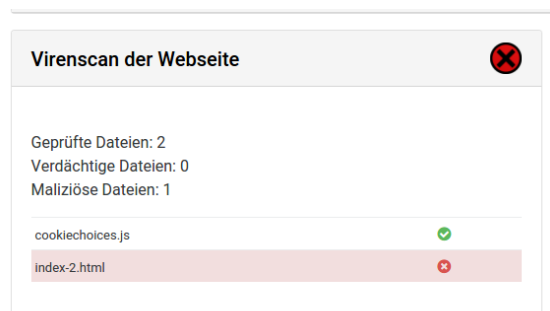 Virenscan der Webseite
Geprüfte Dateien: 2
Verdächtige Dateien: 0
Maliziöse Dateien: 1
cookiechoices.js
index-2.html